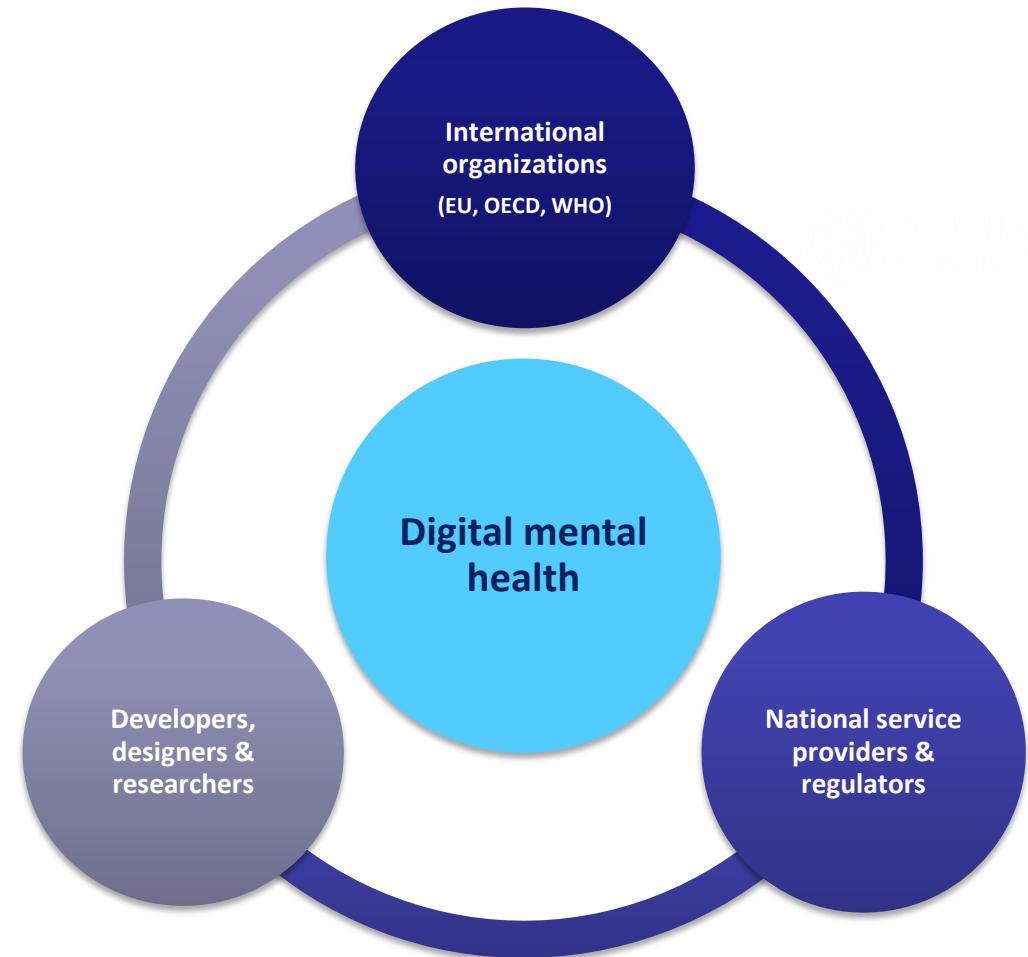 International
organizations
(EU, OECD, WHO)
Digital mental
health
Developers,
designers &
researchers
National service
providers &
regulators